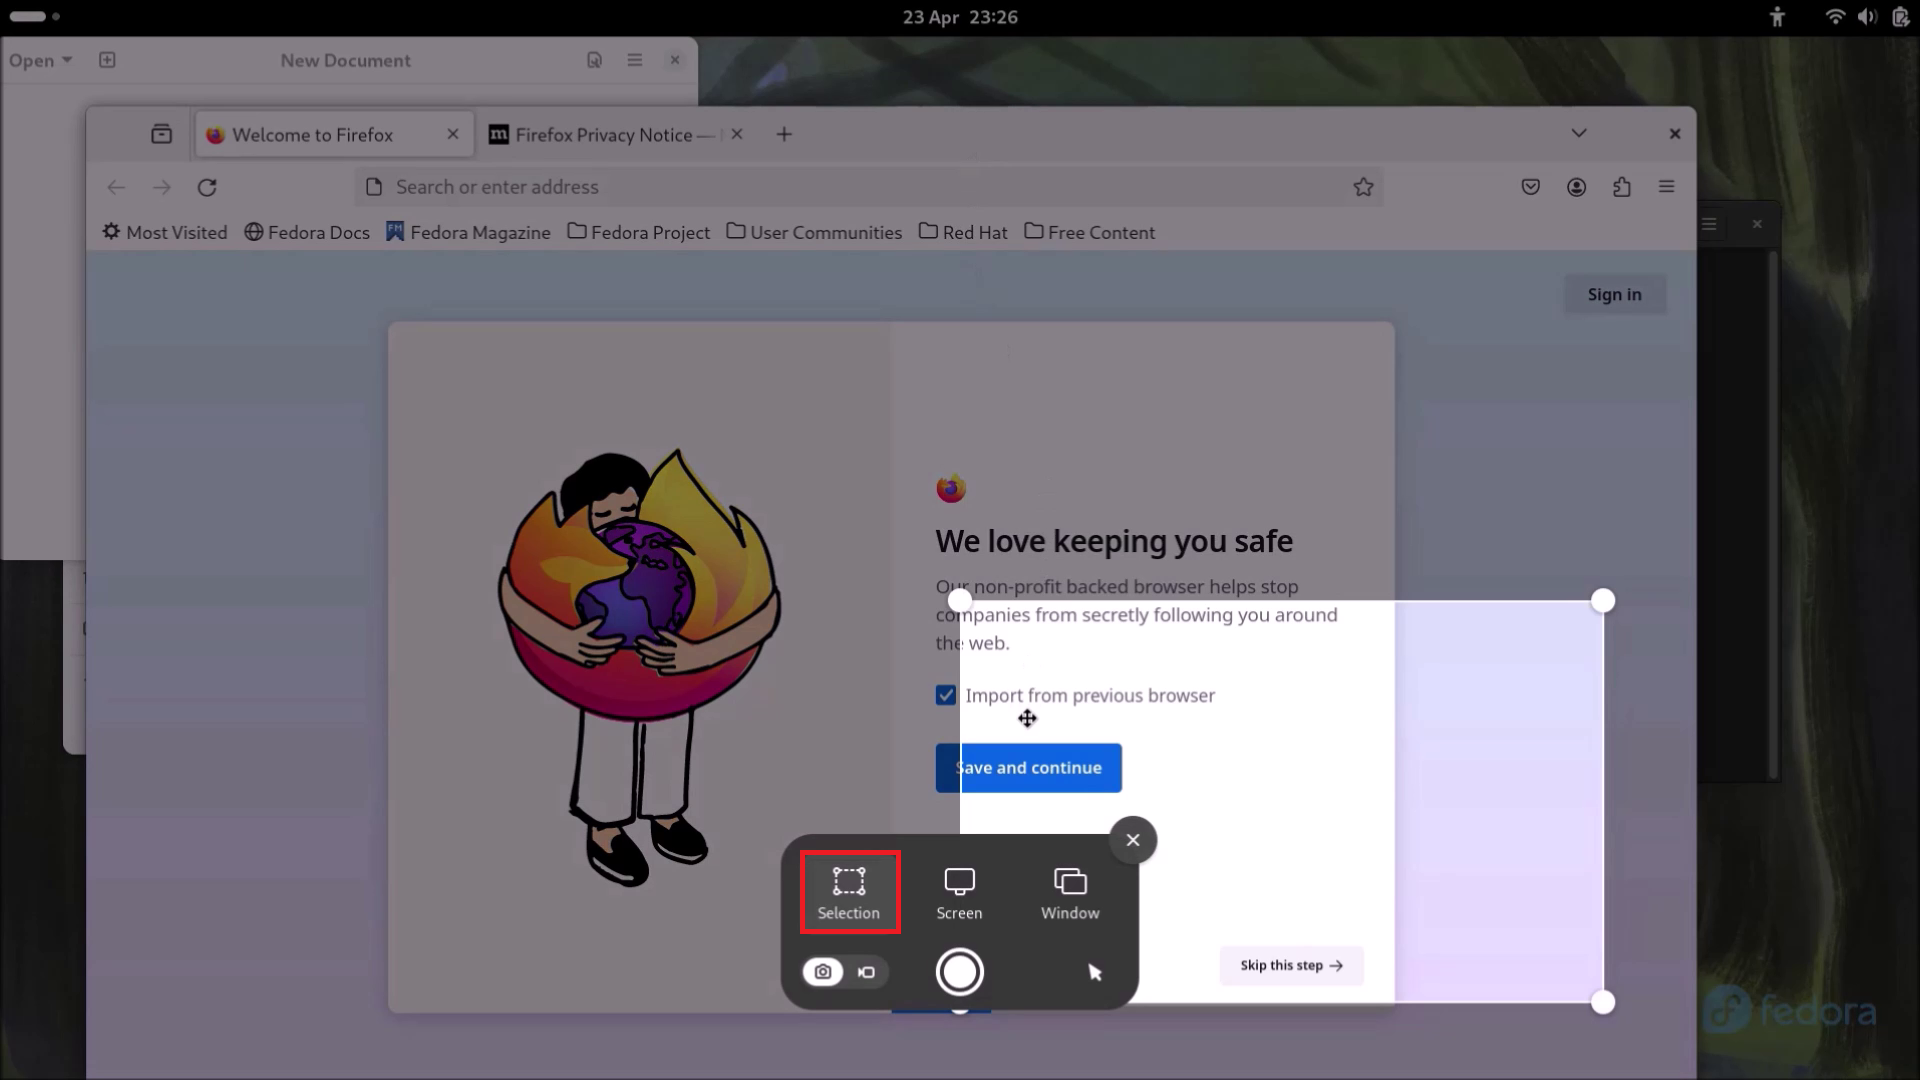 23 Apr 23:26
Open
New Document
Welcome to Firefox
Firefox Privacy Notice —
Search or enter address
Most Visited
Fedora Docs
Fedora Magazine
Fedora Project
User Communities
Red Hat
Free Content
Sign in
We love keeping you safe
Our non-profit backed browser helps stop
companies from secretly following you around
the web.
Import from previous browser
Save and continue
Selection
Screen
Window
Skip this step
fedora